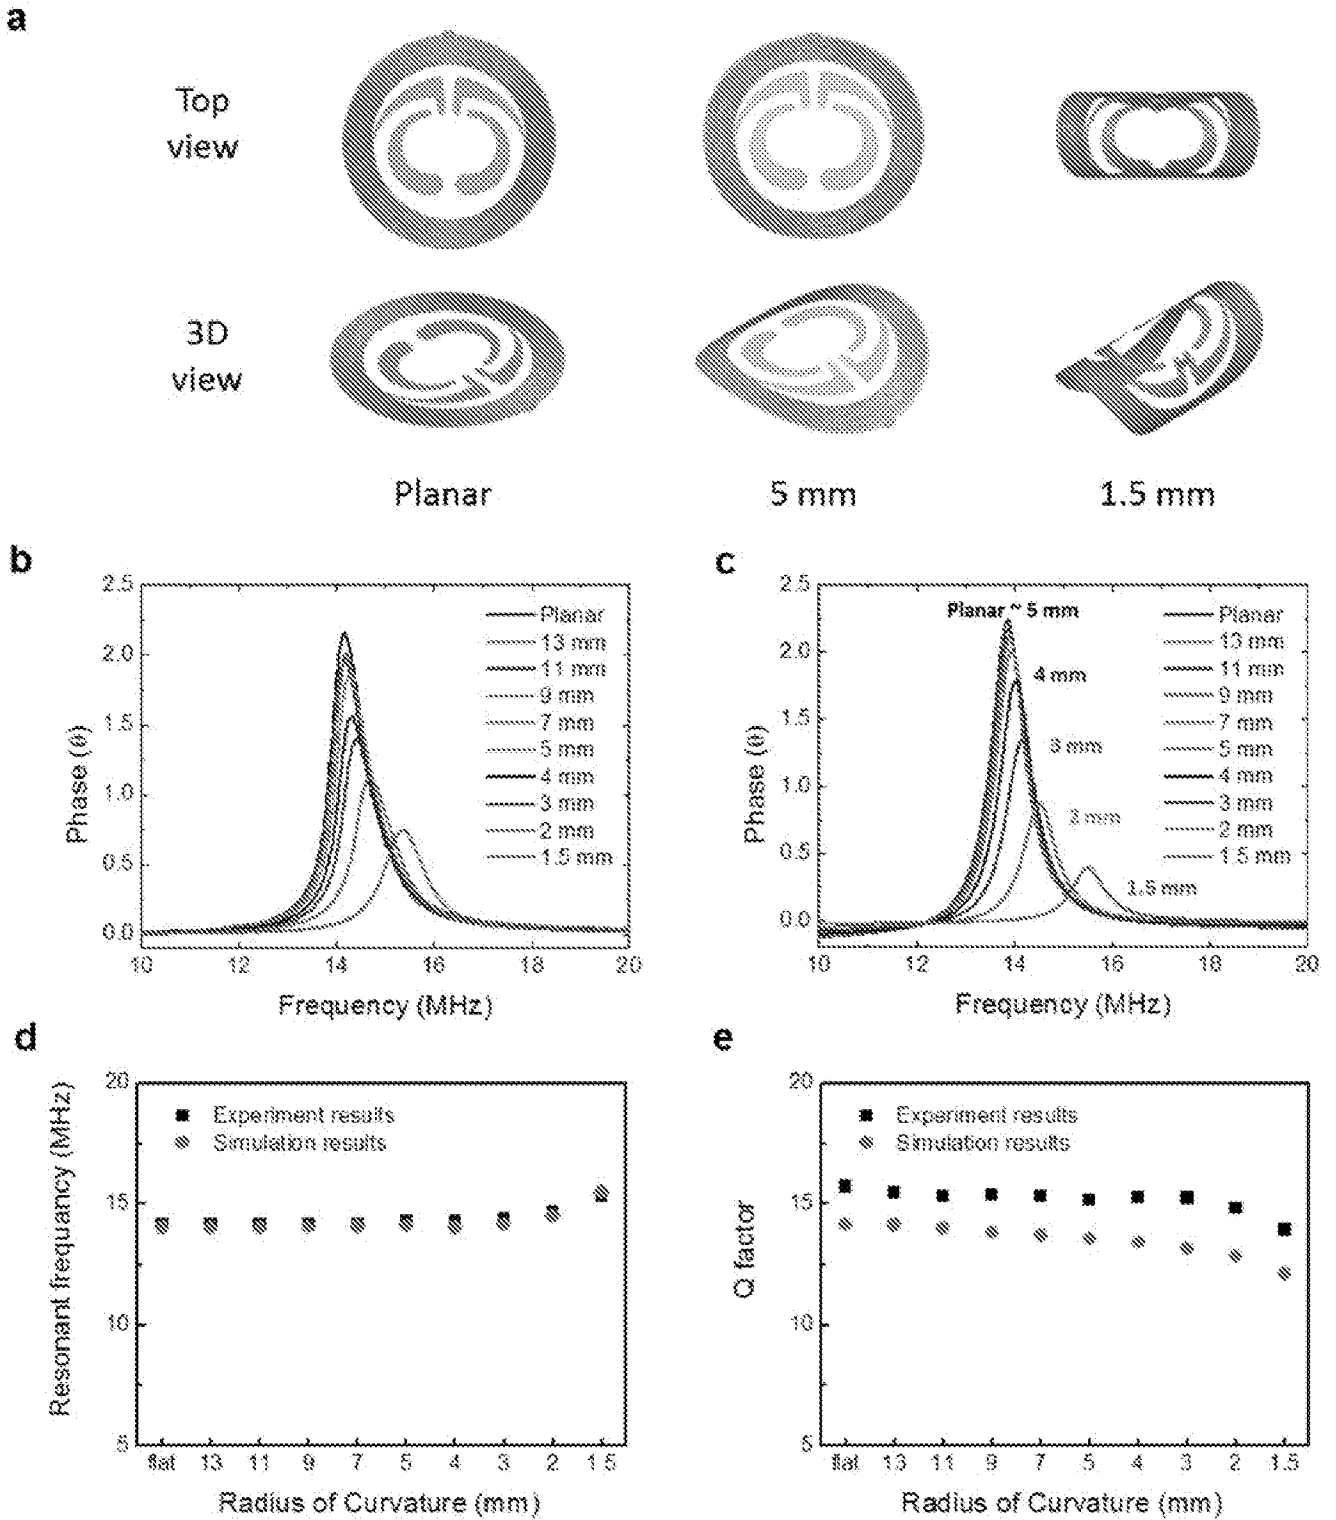 a
Top
view
3D
view
Planar
5 mm
1.5 mm
b
2.5
2.0
1.5
1.0
0.5
0.0
10
12
14
16
18
20
Phase (θ)
Frequency (MHz)
Planar
13 mm
11 mm
9 mm
7 mm
5 mm
4 mm
3 mm
2 mm
1.5 mm
c
2.5
2.0
1.5
1.0
0.5
0.0
10
12
14
16
18
20
Phase (θ)
Frequency (MHz)
Planar ~ 5 mm
4 mm
3 mm
3 mm
1.5 mm
Planar
13 mm
11 mm
9 mm
7 mm
5 mm
4 mm
3 mm
2 mm
1.5 mm
d
20
15
10
5
Resonant frequancy (MHz)
Experiment results
Simulation results
flat 13 11 9 7 5 4 3 2 1.5
Radius of Curvature (mm)
e
20
15
10
5
Q factor
Experiment results
Simulation results
flat 13 11 9 7 5 4 3 2 1.5
Radius of Curvature (mm)